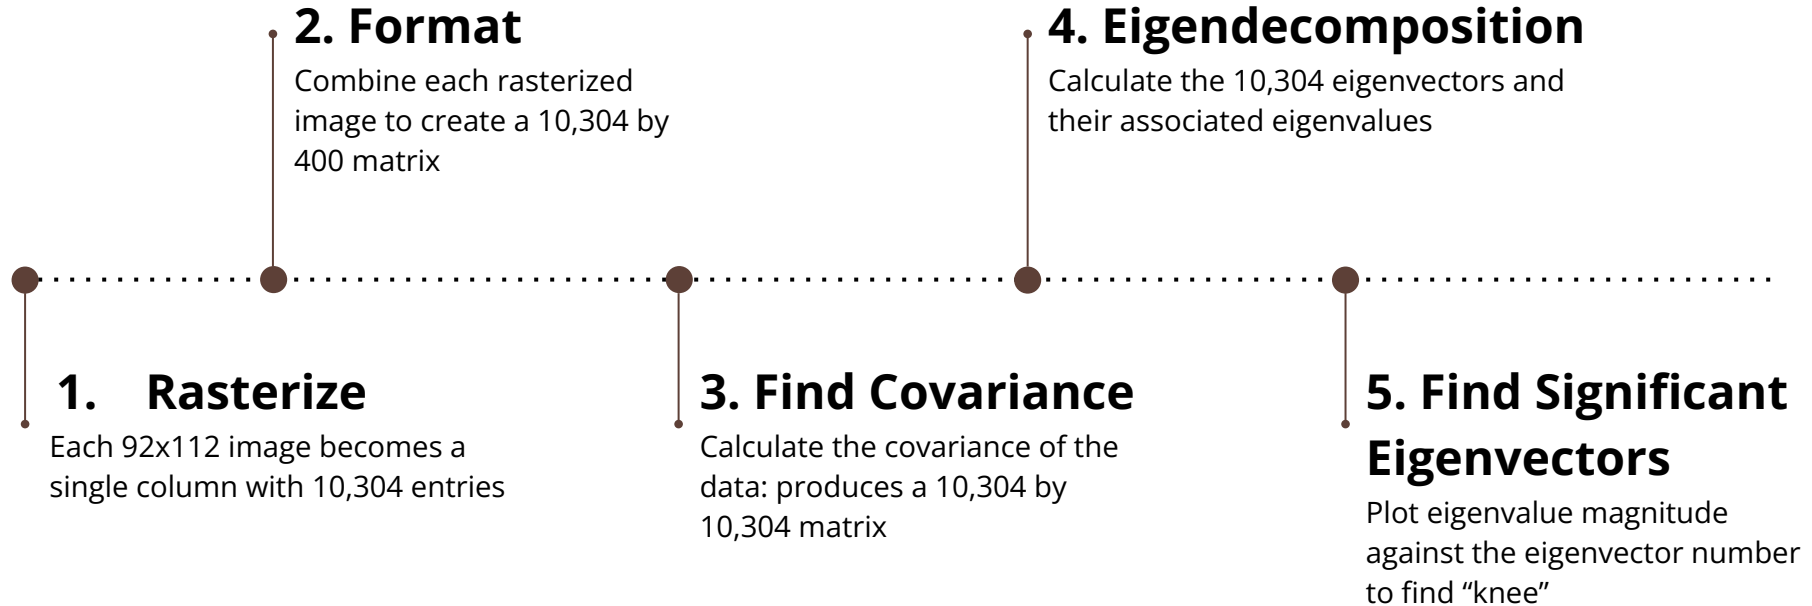 1. Rasterize
Each 92x112 image becomes a
single column with 10,304 entries
2. Format
Combine each rasterized
image to create a 10,304 by
400 matrix
3. Find Covariance
Calculate the covariance of the
data: produces a 10,304 by
10,304 matrix
4. Eigendecomposition
Calculate the 10,304 eigenvectors and
their associated eigenvalues
5. Find Significant
Eigenvectors
Plot eigenvalue magnitude
against the eigenvector number
to find “knee”